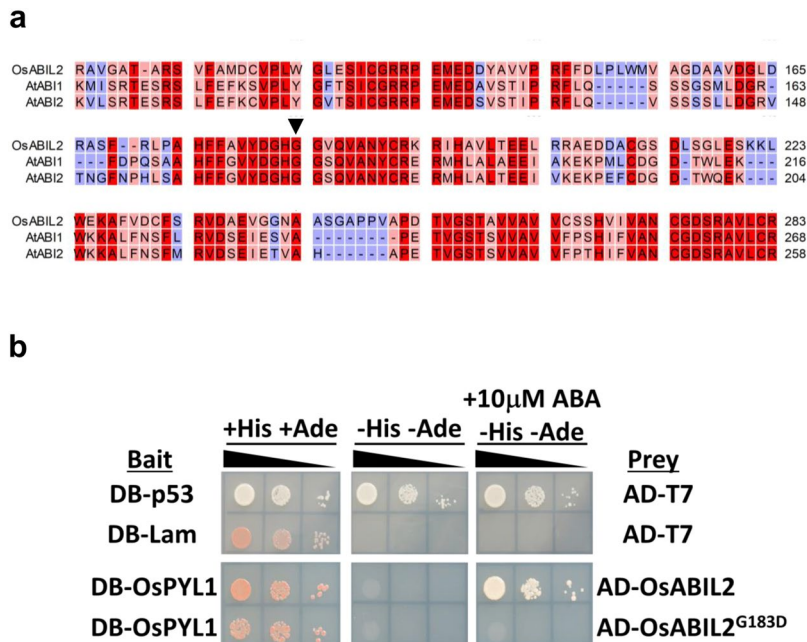 a
OsABIL2 RAVGAT-ARS VFAMDCVPLW GLESICGRRP EMEDDYAVVP RFFDLPLWMV AGDAAVDGLD 165
AtABI1 KMISRTESRS LFEFKSVPLY GFTSICGRRP EMEDAVSTIP RFLQ-----S SSGSMLDGR- 163
AtABI2 KVLSRTESRS LFEFKSVPLY GVTSICGRRP EMEDSVSTIP RFLQ-----V SSSSLLDGRV 148
OsABIL2 RASF--RLPA HFFAVYDGHG GVQVANYCRK RIHAVLTEEL RRAEDDACGS DLSGLESKKL 223
AtABI1 ---FDPQSAA HFFGVYDGHG GSQVANYCRE RMHLALAEEI AKEKPMLCDG D-TWLEK--- 216
AtABI2 TNGFNPHLSA HFFGVYDGHG GSQVANYCRE RMHLALTEEI VKEKPEFCDG D-TWQEK--- 204
OsABIL2 WEKAFVDCFS RVDAEVGGNA ASGAPPVAPD TVGSTAVVAV VCSSHVIVAN CGDSRAVLCR 283
AtABI1 WKKALFNSFL RVDSEIESVA --------PE TVGSTSVVAV VFPSHIFVAN CGDSRAVLCR 268
AtABI2 WKKALFNSFM RVDSEIETVA H------APE TVGSTSVVAV VFPTHIFVAN CGDSRAVLCR 258
b
+10µM ABA
+His +Ade -His -Ade -His -Ade
Bait Prey
DB-p53 AD-T7
DB-Lam AD-T7
DB-OsPYL1 AD-OsABIL2
DB-OsPYL1 AD-OsABIL2G183D